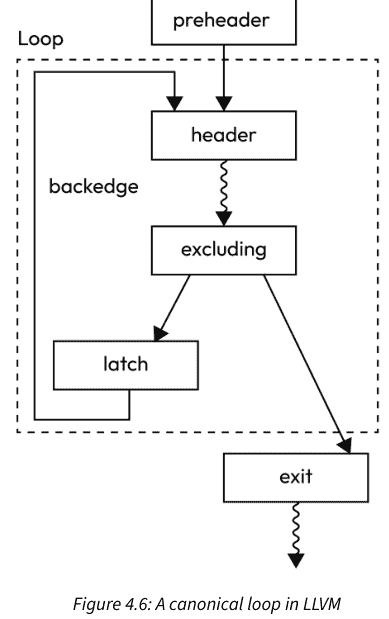 preheader
Loop
header
backedge
excluding
latch
exit
Figure 4.6: A canonical loop in LLVM